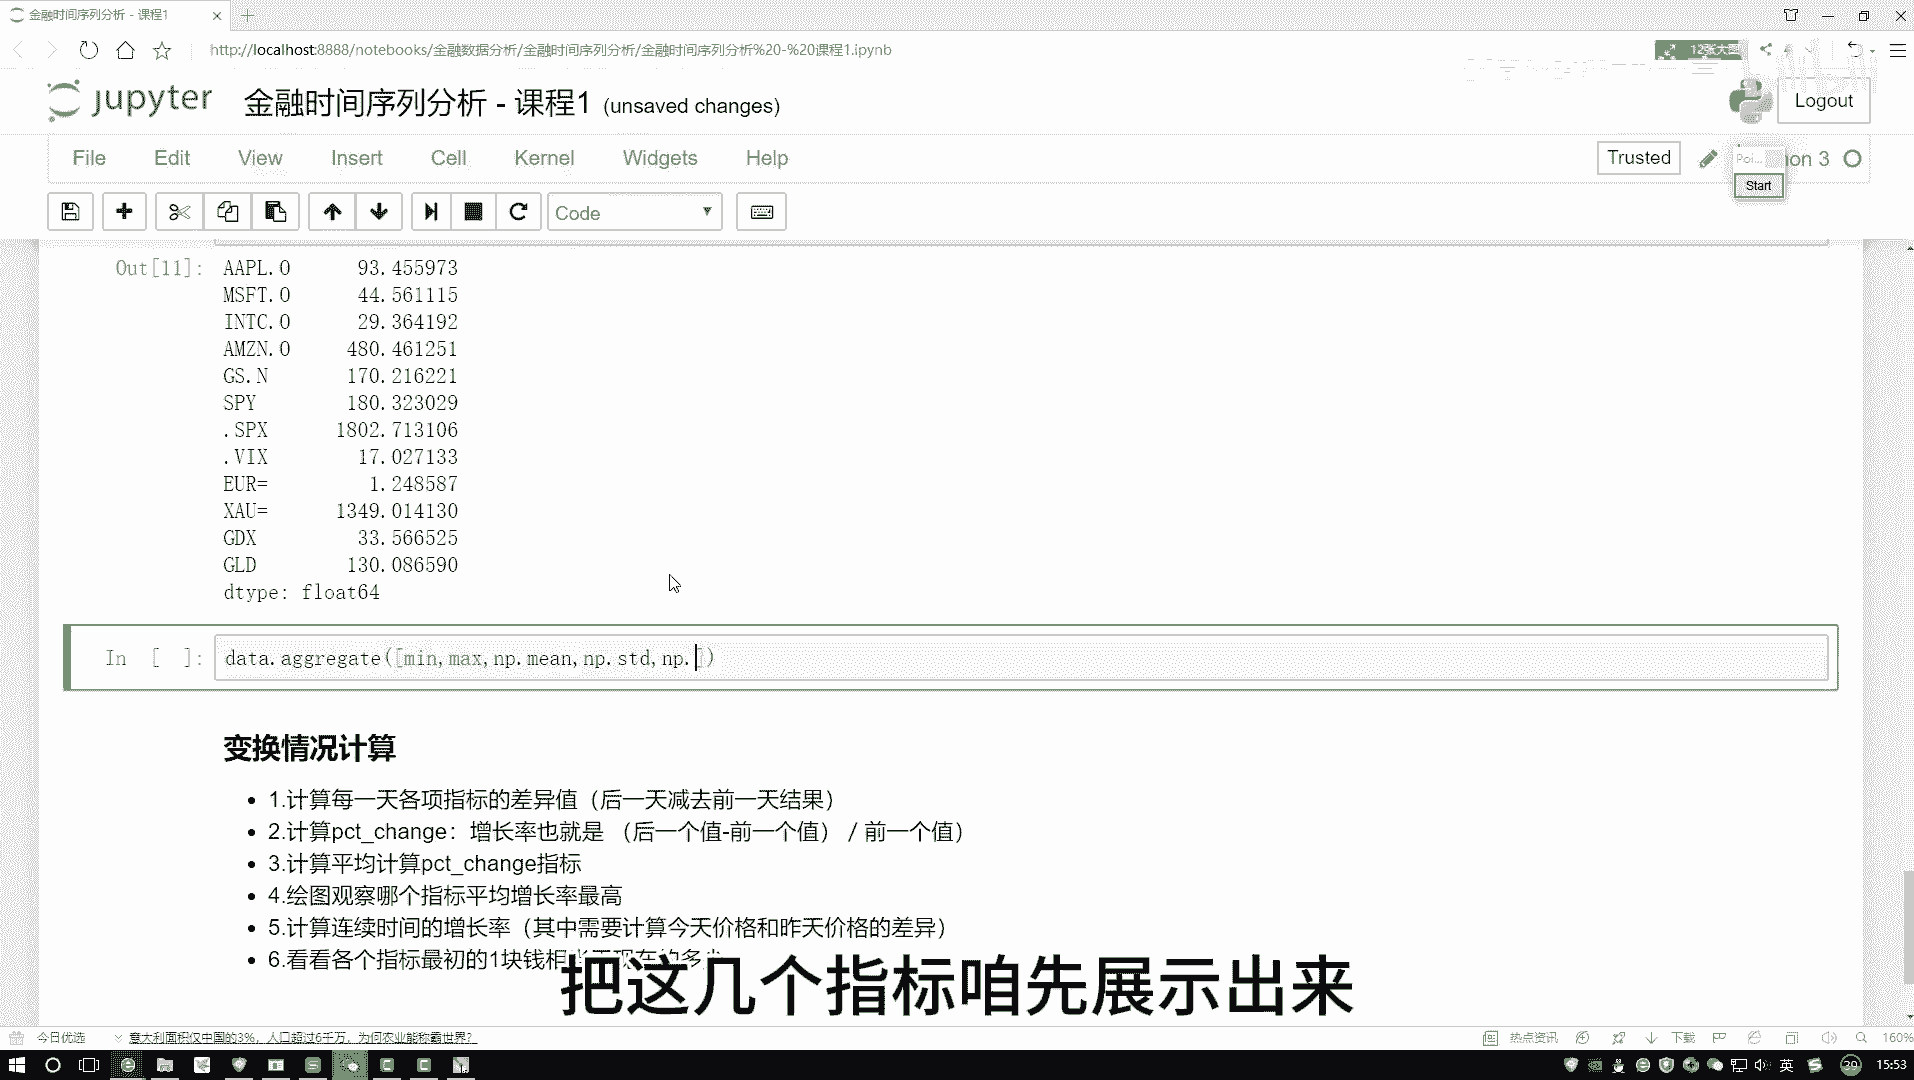 金融时间序列分析 - 课程1
http://localhost:8888/notebooks/金融数据分析/金融时间序列分析/金融时间序列分析%20-%20课程1.ipynb
12张大图
jupyter 金融时间序列分析 - 课程1 (unsaved changes)
Logout
File Edit View Insert Cell Kernel Widgets Help
Trusted
Poi...
on 3
Start
Code
Out[11]: AAPL.O 93.455973
MSFT.O 44.561115
INTC.O 29.364192
AMZN.O 480.461251
GS.N 170.216221
SPY 180.323029
.SPX 1802.713106
.VIX 17.027133
EUR= 1.248587
XAU= 1349.014130
GDX 33.566525
GLD 130.086590
dtype: float64
In [ ]: data.aggregate([min,max,np.mean,np.std,np.])
变换情况计算
1.计算每一天各项指标的差异值（后一天减去前一天结果）
2.计算pct_change：增长率也就是 （后一个值-前一个值）/ 前一个值）
3.计算平均计算pct_change指标
4.绘图观察哪个指标平均增长率最高
5.计算连续时间的增长率（其中需要计算今天价格和昨天价格的差异）
6.看看各个指标最初的1块钱相
把这几个指标咱先展示出来
今日优选
意大利面积仅中国的3%，人口超过6千万，为何农业能称霸世界？
热点资讯
下载
160%
英
39
15:53